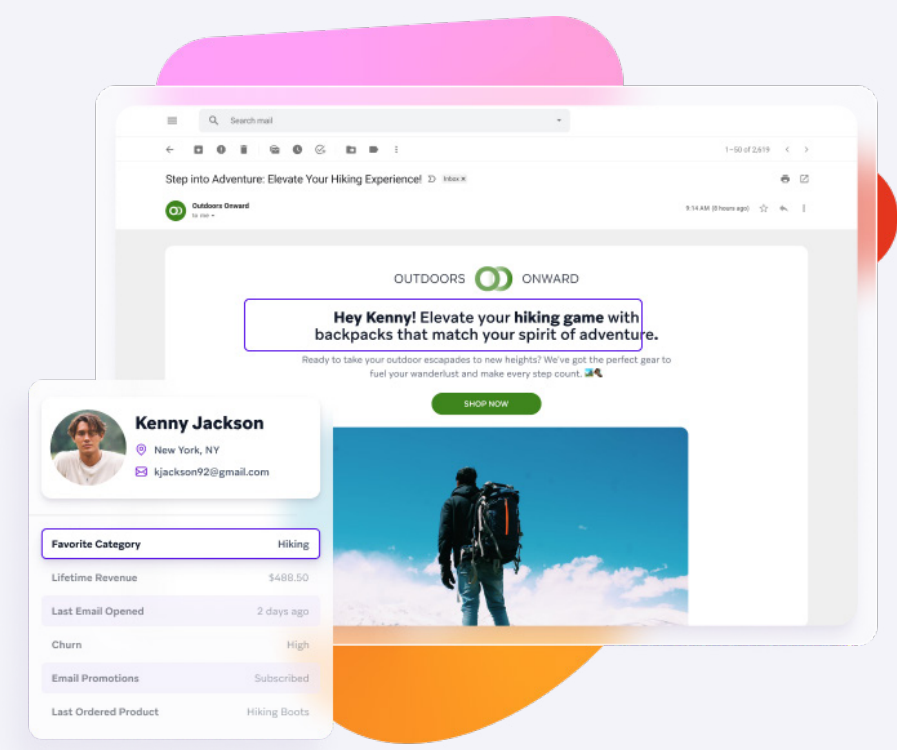 Search mail
1–50 of 2,619
Step into Adventure: Elevate Your Hiking Experience!
Inbox x
Outdoors Onward
to me
9:14 AM (8 hours ago)
OUTDOORS ONWARD
Hey Kenny! Elevate your hiking game with
backpacks that match your spirit of adventure.
Ready to take your outdoor escapades to new heights? We've got the perfect gear to
fuel your wanderlust and make every step count.
SHOP NOW
Kenny Jackson
New York, NY
kjackson92@gmail.com
Favorite Category Hiking
Lifetime Revenue $488.50
Last Email Opened 2 days ago
Churn High
Email Promotions Subscribed
Last Ordered Product Hiking Boots